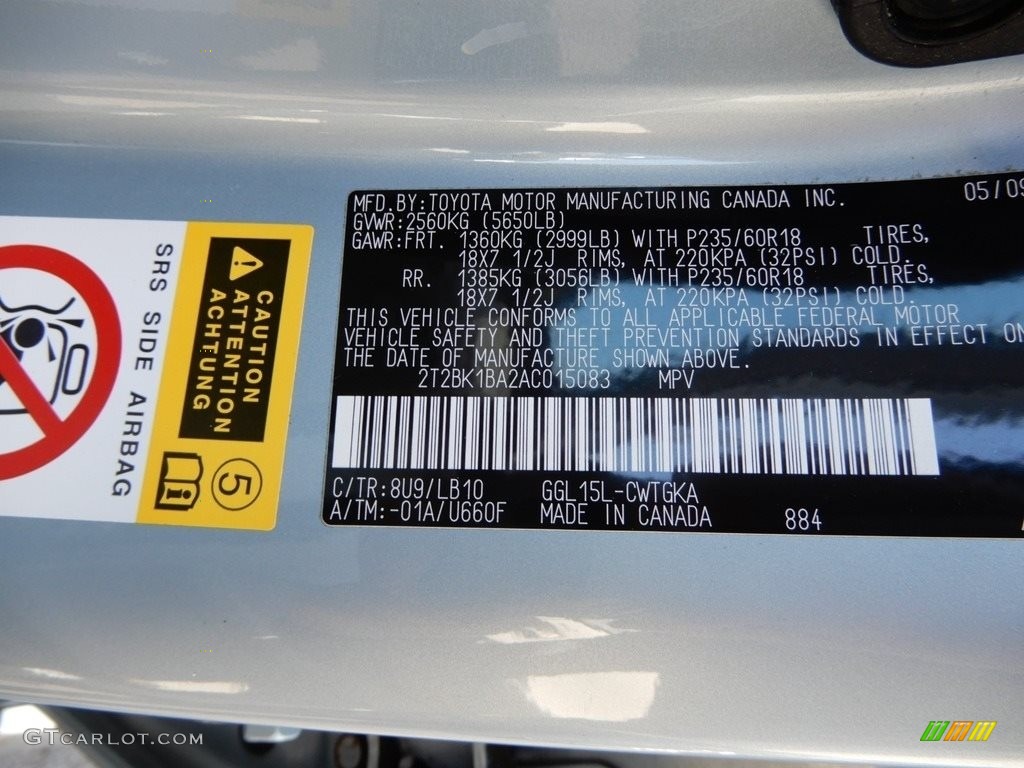 MFD.BY:TOYOTA MOTOR MANUFACTURING CANADA INC. 05/09
GVWR:2560KG (5650LB)
GAWR:FRT. 1360KG (2999LB) WITH P235/60R18 TIRES,
18X7 1/2J RIMS, AT 220KPA (32PSI) COLD.
RR. 1385KG (3056LB) WITH P235/60R18 TIRES,
18X7 1/2J RIMS, AT 220KPA (32PSI) COLD.
THIS VEHICLE CONFORMS TO ALL APPLICABLE FEDERAL MOTOR
VEHICLE SAFETY AND THEFT PREVENTION STANDARDS IN EFFECT ON
THE DATE OF MANUFACTURE SHOWN ABOVE.
2T2BK1BA2AC015083 MPV
C/TR:8U9/LB10 GGL15L-CWTGKA
A/TM:-01A/U660F MADE IN CANADA 884
CAUTION
ATTENTION
ACHTUNG
5
SRS SIDE AIRBAG
GTCARLOT.COM